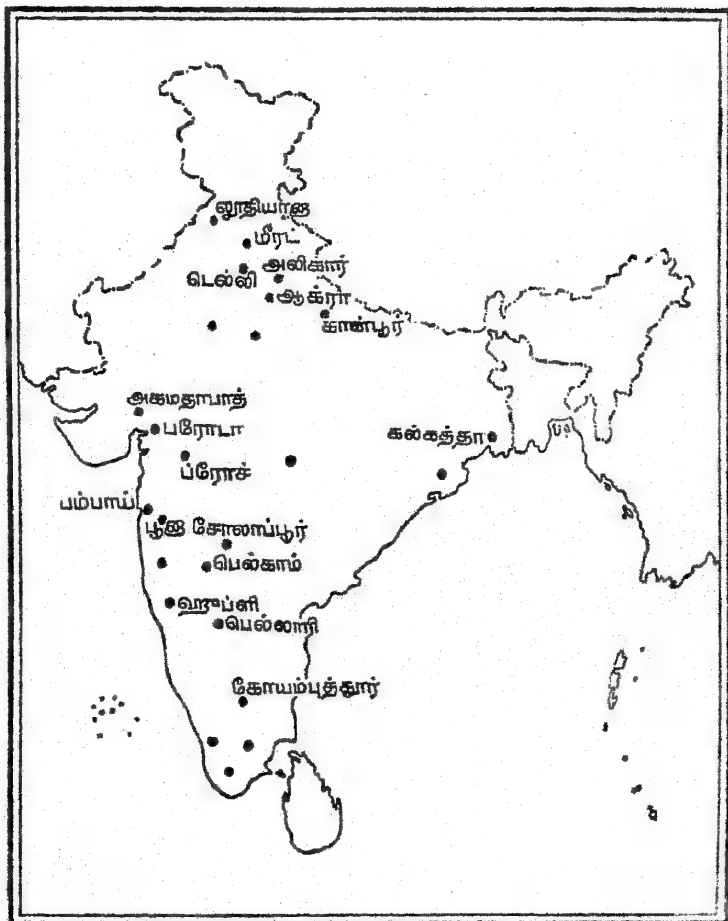 லூதியானா
மீரட்
அலிகார்
டெல்லி
ஆக்ரா
கான்பூர்
அகமதாபாத்
பரோடா
கல்கத்தா
ப்ரோச்
பம்பாய்
பூனா சோலாப்பூர்
பெல்காம்
ஹுப்ளி
பெல்லாரி
கோயம்புத்தூர்